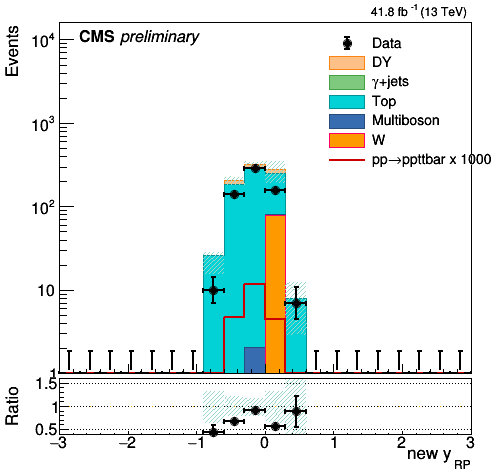 41.8 fb⁻¹ (13 TeV)
CMS preliminary
Events
Data
DY
γ+jets
Top
Multiboson
W
pp→ppttbar x 1000
10⁴
10³
10²
10
1
Ratio
1.5
1
0.5
−3 −2 −1 0 1 2 3
new y_RP